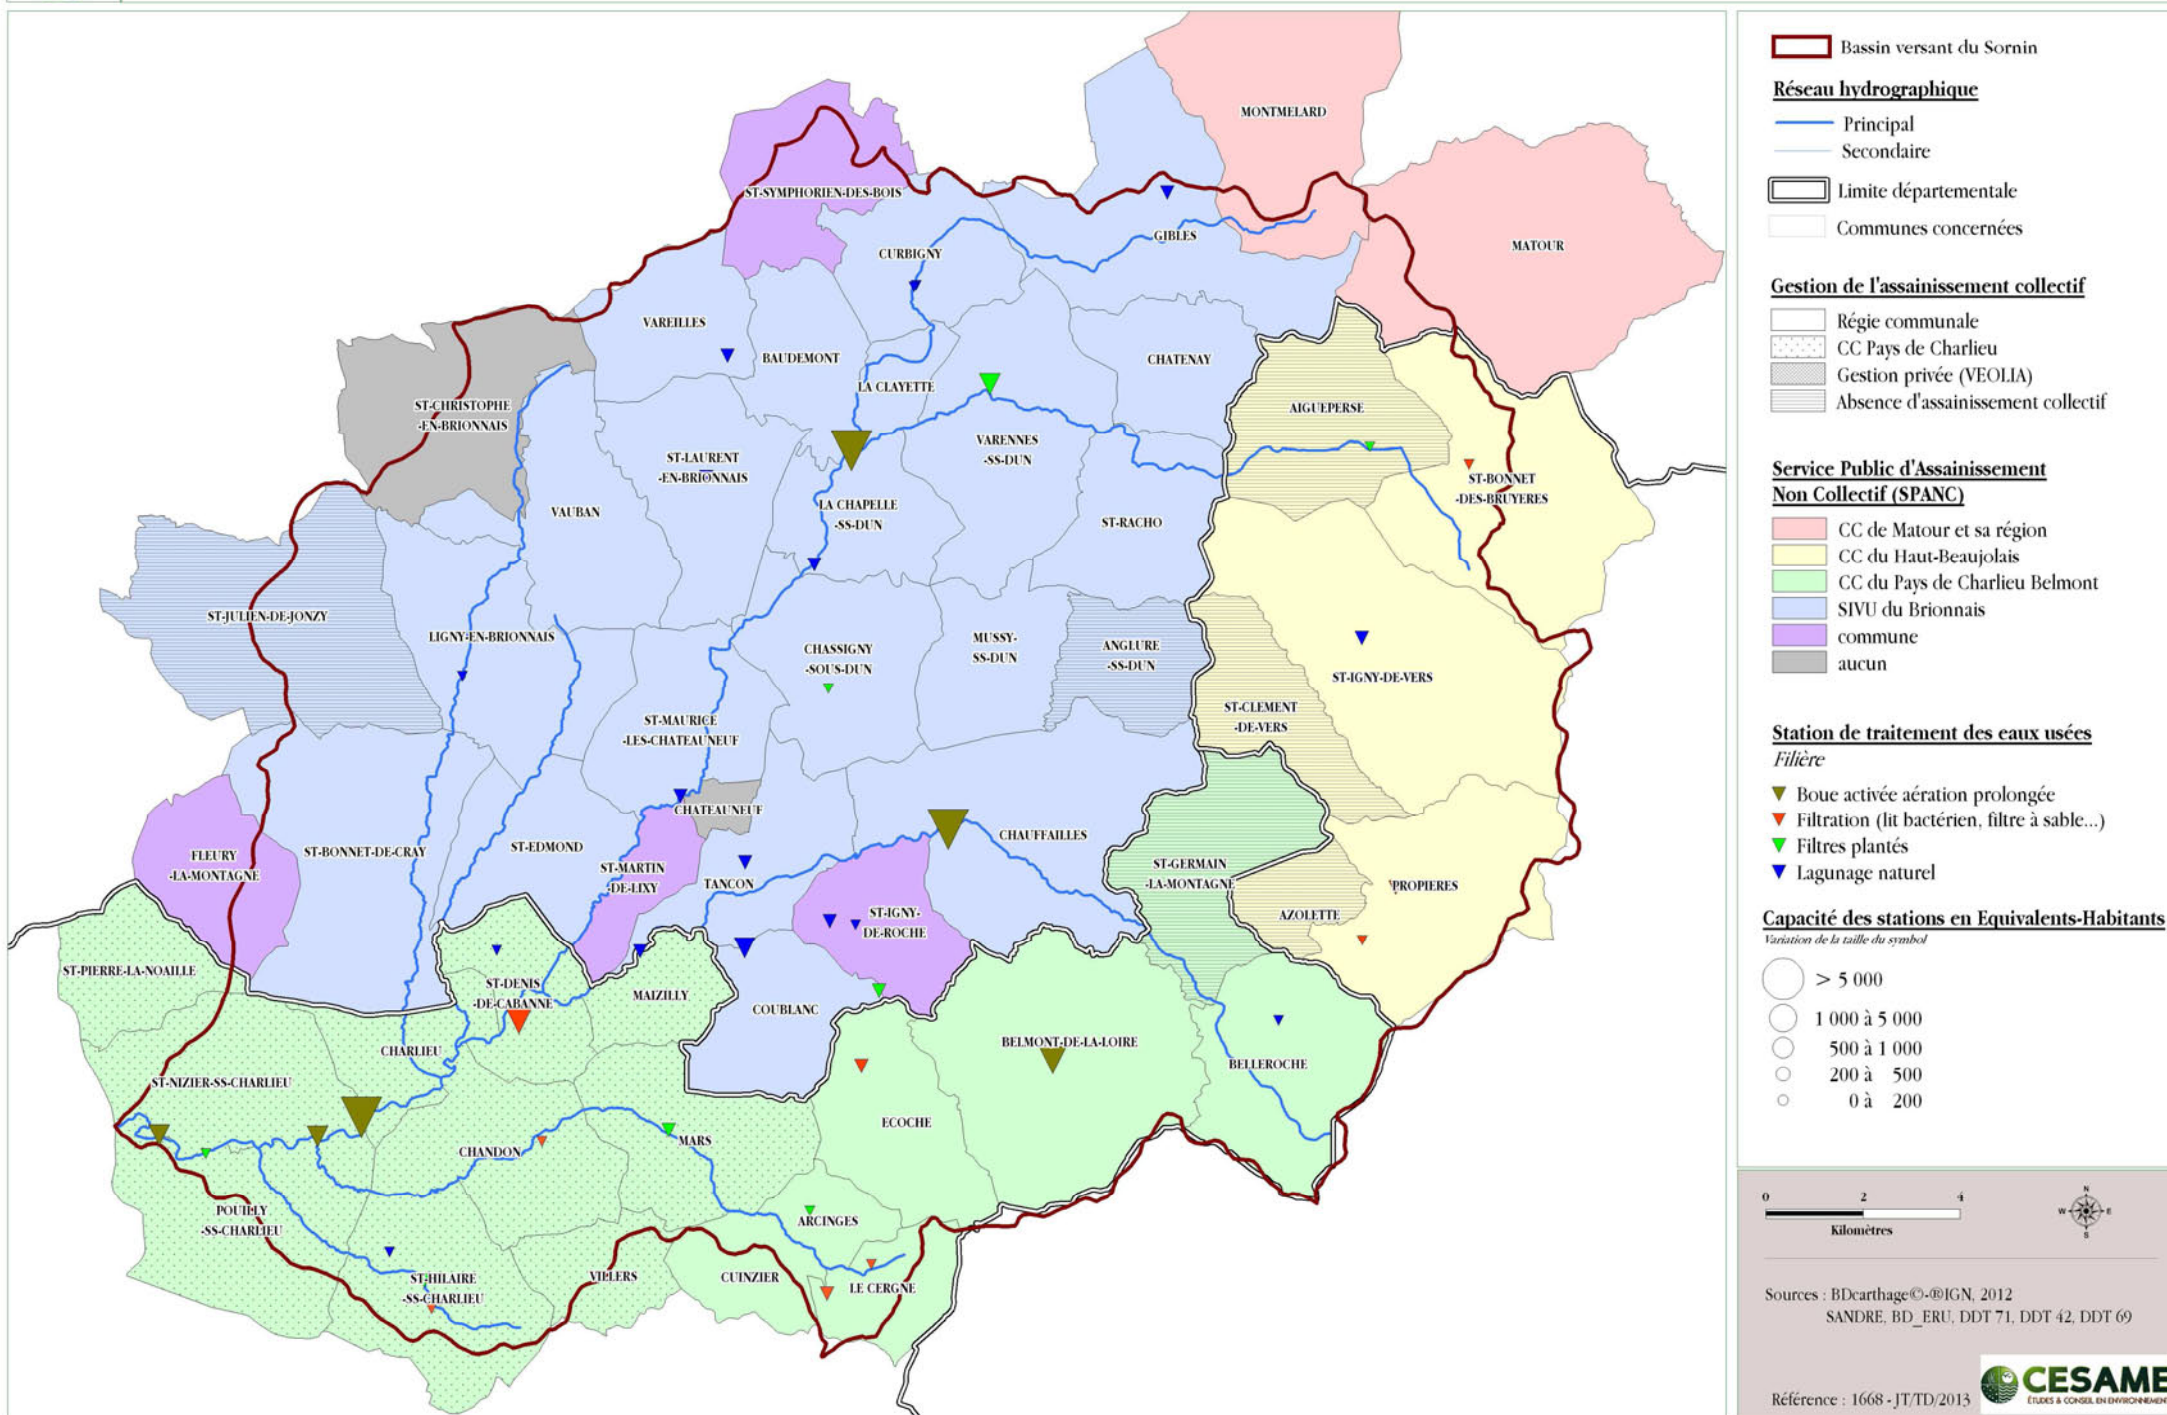 MONTMELARD
ST-SYMPHORIEN-DES-BOIS
MATOUR
GIBLES
CURBIGNY
VAREILLES
BAUDEMONT
CHATENAY
LA CLAYETTE
ST-CHRISTOPHE
-EN-BRIONNAIS
AIGUEPERSE
VARENNES
-SS-DUN
ST-LAURENT
-EN-BRIONNAIS
ST-BONNET
-DES-BRUYERES
VAUBAN
LA CHAPELLE
-SS-DUN
ST-RACHO
ST-JULIEN-DE-JONZY
LIGNY-EN-BRIONNAIS
CHASSIGNY
-SOUS-DUN
MUSSY-
SS-DUN
ANGLURE
-SS-DUN
ST-IGNY-DE-VERS
ST-CLEMENT
-DE-VERS
ST-MAURICE
-LES-CHATEAUNEUF
CHATEAUNEUF
CHAUFFAILLES
FLEURY
-LA-MONTAGNE
ST-BONNET-DE-CRAY
ST-EDMOND
ST-MARTIN
-DE-LIXY
TANCON
ST-GERMAIN
-LA-MONTAGNE
PROPIERES
AZOLETTE
ST-IGNY-
DE-ROCHE
ST-PIERRE-LA-NOAILLE
ST-DENIS
-DE-CABANNE
MAIZILLY
COUBLANC
BELMONT-DE-LA-LOIRE
CHARLIEU
BELLEROCHE
ST-NIZIER-SS-CHARLIEU
ECOCHE
MARS
CHANDON
POUILLY
-SS-CHARLIEU
ARCINGES
ST-HILAIRE
-SS-CHARLIEU
VILLERS
CUINZIER
LE CERGNE
Bassin versant du Sornin
Réseau hydrographique
Principal
Secondaire
Limite départementale
Communes concernées
Gestion de l'assainissement collectif
Régie communale
CC Pays de Charlieu
Gestion privée (VEOLIA)
Absence d'assainissement collectif
Service Public d'Assainissement
Non Collectif (SPANC)
CC de Matour et sa région
CC du Haut-Beaujolais
CC du Pays de Charlieu Belmont
SIVU du Brionnais
commune
aucun
Station de traitement des eaux usées
Filière
Boue activée aération prolongée
Filtration (lit bactérien, filtre à sable...)
Filtres plantés
Lagunage naturel
Capacité des stations en Equivalents-Habitants
Variation de la taille du symbol
> 5 000
1 000 à 5 000
500 à 1 000
200 à 500
0 à 200
0 2 4
Kilomètres
N
W E
S
Sources : BDcarthage©-®IGN, 2012
SANDRE, BD_ERU, DDT 71, DDT 42, DDT 69
Référence : 1668 - JT/TD/2013
CESAME
ÉTUDES & CONSEIL EN ENVIRONNEMENT